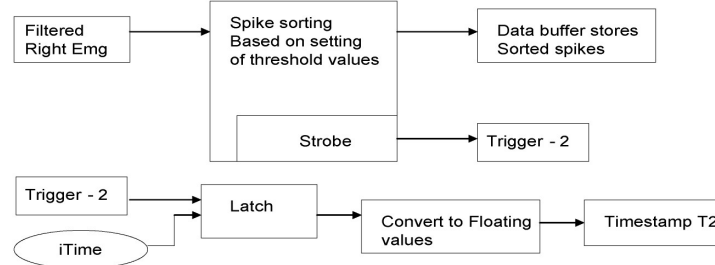 Filtered
Right Emg
Spike sorting
Based on setting
of threshold values
Data buffer stores
Sorted spikes
Strobe
Trigger - 2
Trigger - 2
Latch
iTime
Convert to Floating
values
Timestamp T2